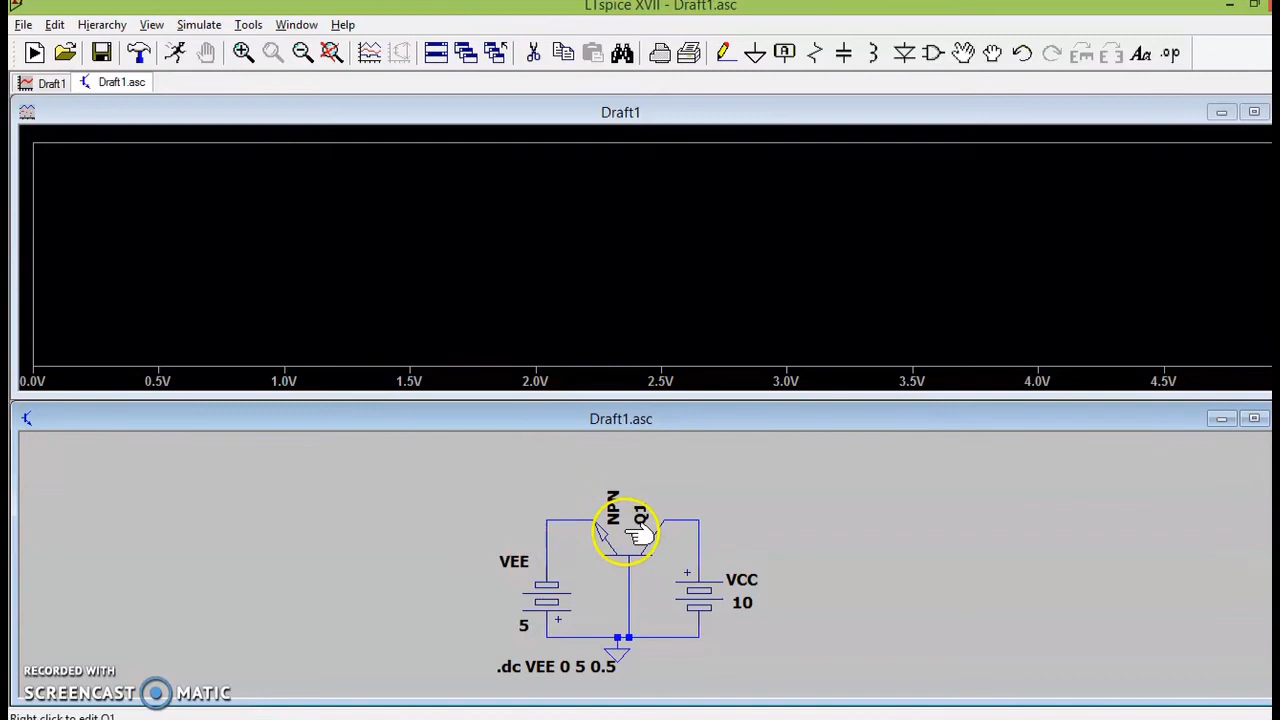 LTspice XVII - Draft1.asc
File Edit Hierarchy View Simulate Tools Window Help
Draft1 Draft1.asc
Draft1
0.0V 0.5V 1.0V 1.5V 2.0V 2.5V 3.0V 3.5V 4.0V 4.5V
Draft1.asc
NPN
Q1
VEE
5
VCC
10
+
+
.dc VEE 0 5 0.5
RECORDED WITH
SCREENCAST MATIC
Right click to edit Q1
Aa .op